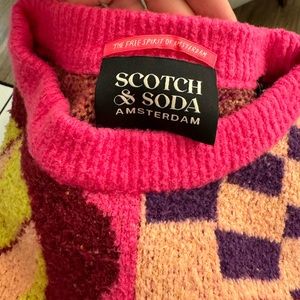 THE FREE SPIRIT OF AMSTERDAM
SCOTCH
& SODA
AMSTERDAM